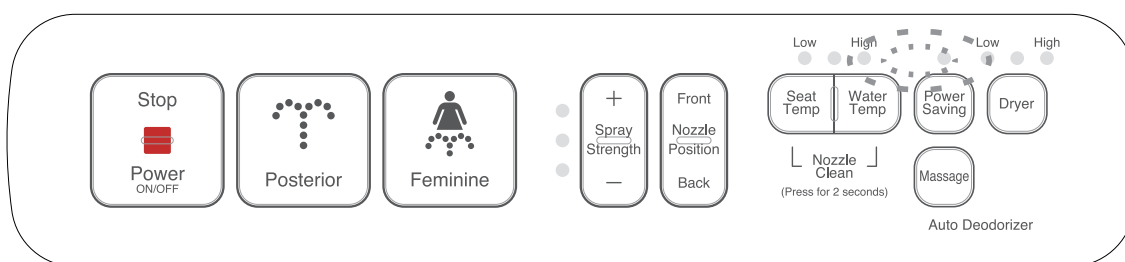 Stop
Power
ON/OFF
Posterior
Feminine
+
Spray
Strength
−
Front
Nozzle
Position
Back
Low
High
Seat
Temp
Water
Temp
Nozzle
Clean
(Press for 2 seconds)
Power
Saving
Massage
Low
High
Dryer
Auto Deodorizer